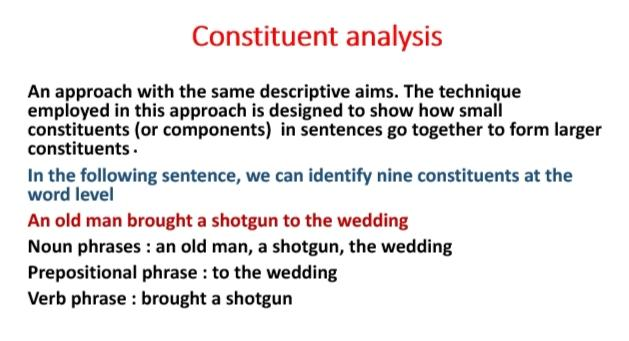 Constituent analysis
An approach with the same descriptive aims. The technique
employed in this approach is designed to show how small
constituents (or components)  in sentences go together to form larger
constituents .
In the following sentence, we can identify nine constituents at the
word level
An old man brought a shotgun to the wedding
Noun phrases : an old man, a shotgun, the wedding
Prepositional phrase : to the wedding
Verb phrase : brought a shotgun